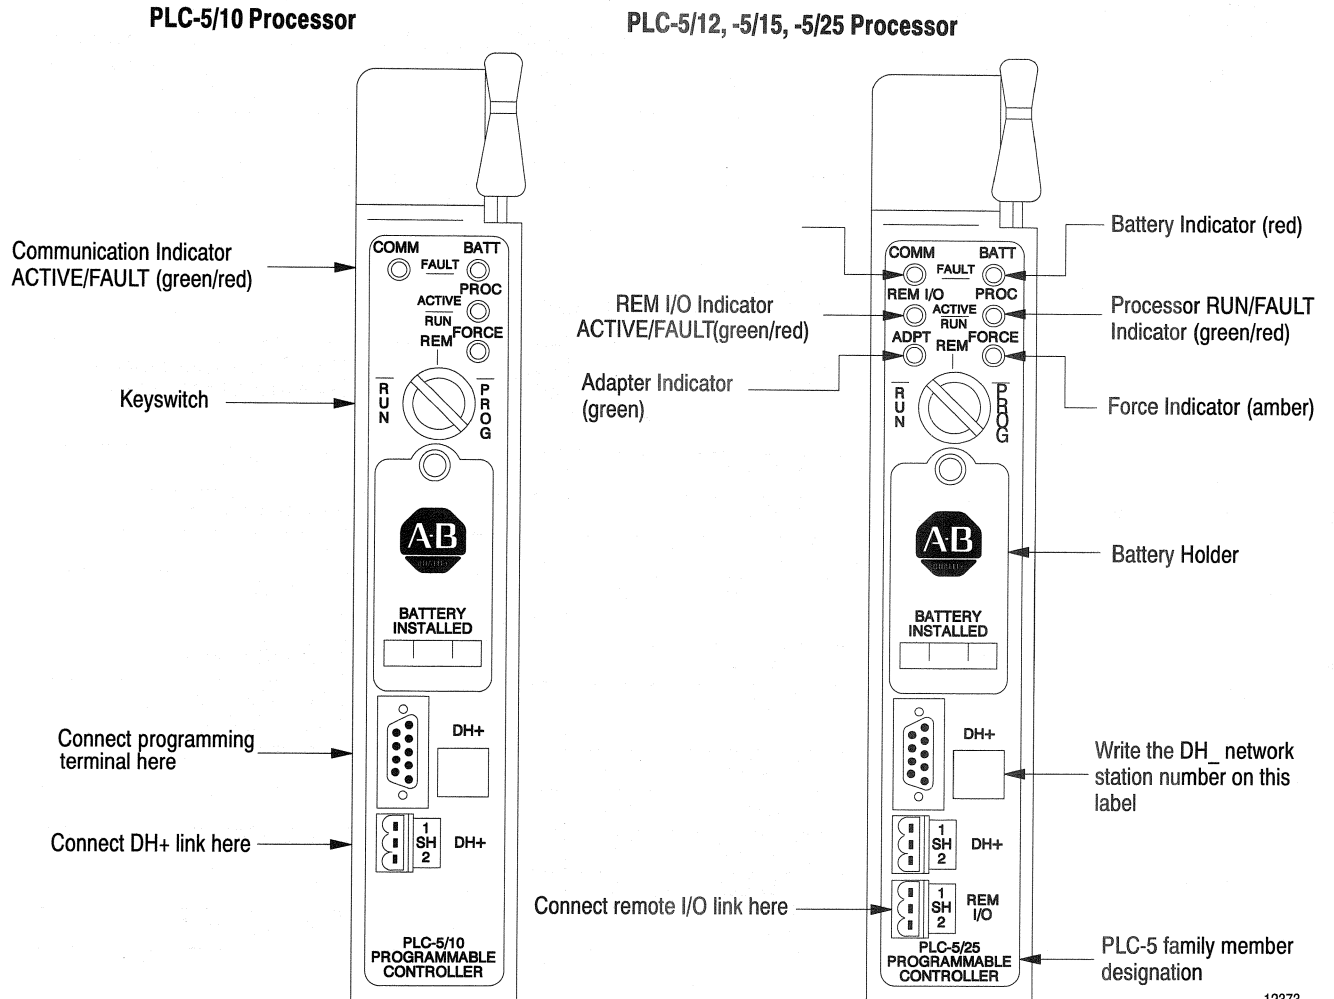 PLC-5/10 Processor
PLC-5/12, -5/15, -5/25 Processor
Communication Indicator
ACTIVE/FAULT (green/red)
Keyswitch
Connect programming
terminal here
Connect DH+ link here
COMM
BATT
FAULT
PROC
ACTIVE
RUN
FORCE
REM
RUN
PROG
A·B
QUALITY
BATTERY
INSTALLED
DH+
1
SH
2
DH+
PLC-5/10
PROGRAMMABLE
CONTROLLER
REM I/O Indicator
ACTIVE/FAULT(green/red)
Adapter Indicator
(green)
Connect remote I/O link here
COMM
BATT
FAULT
REM I/O
PROC
ACTIVE
RUN
ADPT
FORCE
REM
RUN
PROG
A·B
QUALITY
BATTERY
INSTALLED
DH+
1
SH
2
DH+
1
SH
2
REM
I/O
PLC-5/25
PROGRAMMABLE
CONTROLLER
Battery Indicator (red)
Processor RUN/FAULT
Indicator (green/red)
Force Indicator (amber)
Battery Holder
Write the DH_ network
station number on this
label
PLC-5 family member
designation